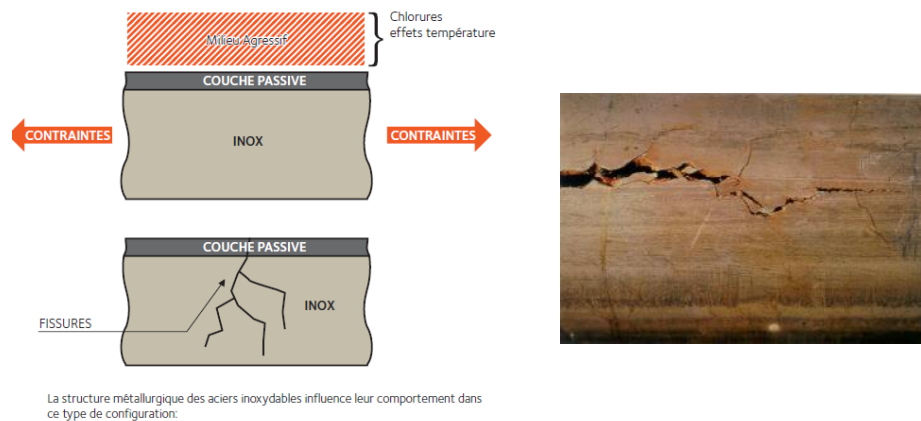 Chlorures
effets température
Milieu Agressif
COUCHE PASSIVE
CONTRAINTES
INOX
CONTRAINTES
COUCHE PASSIVE
INOX
FISSURES
La structure métallurgique des aciers inoxydables influence leur comportement dans
ce type de configuration: